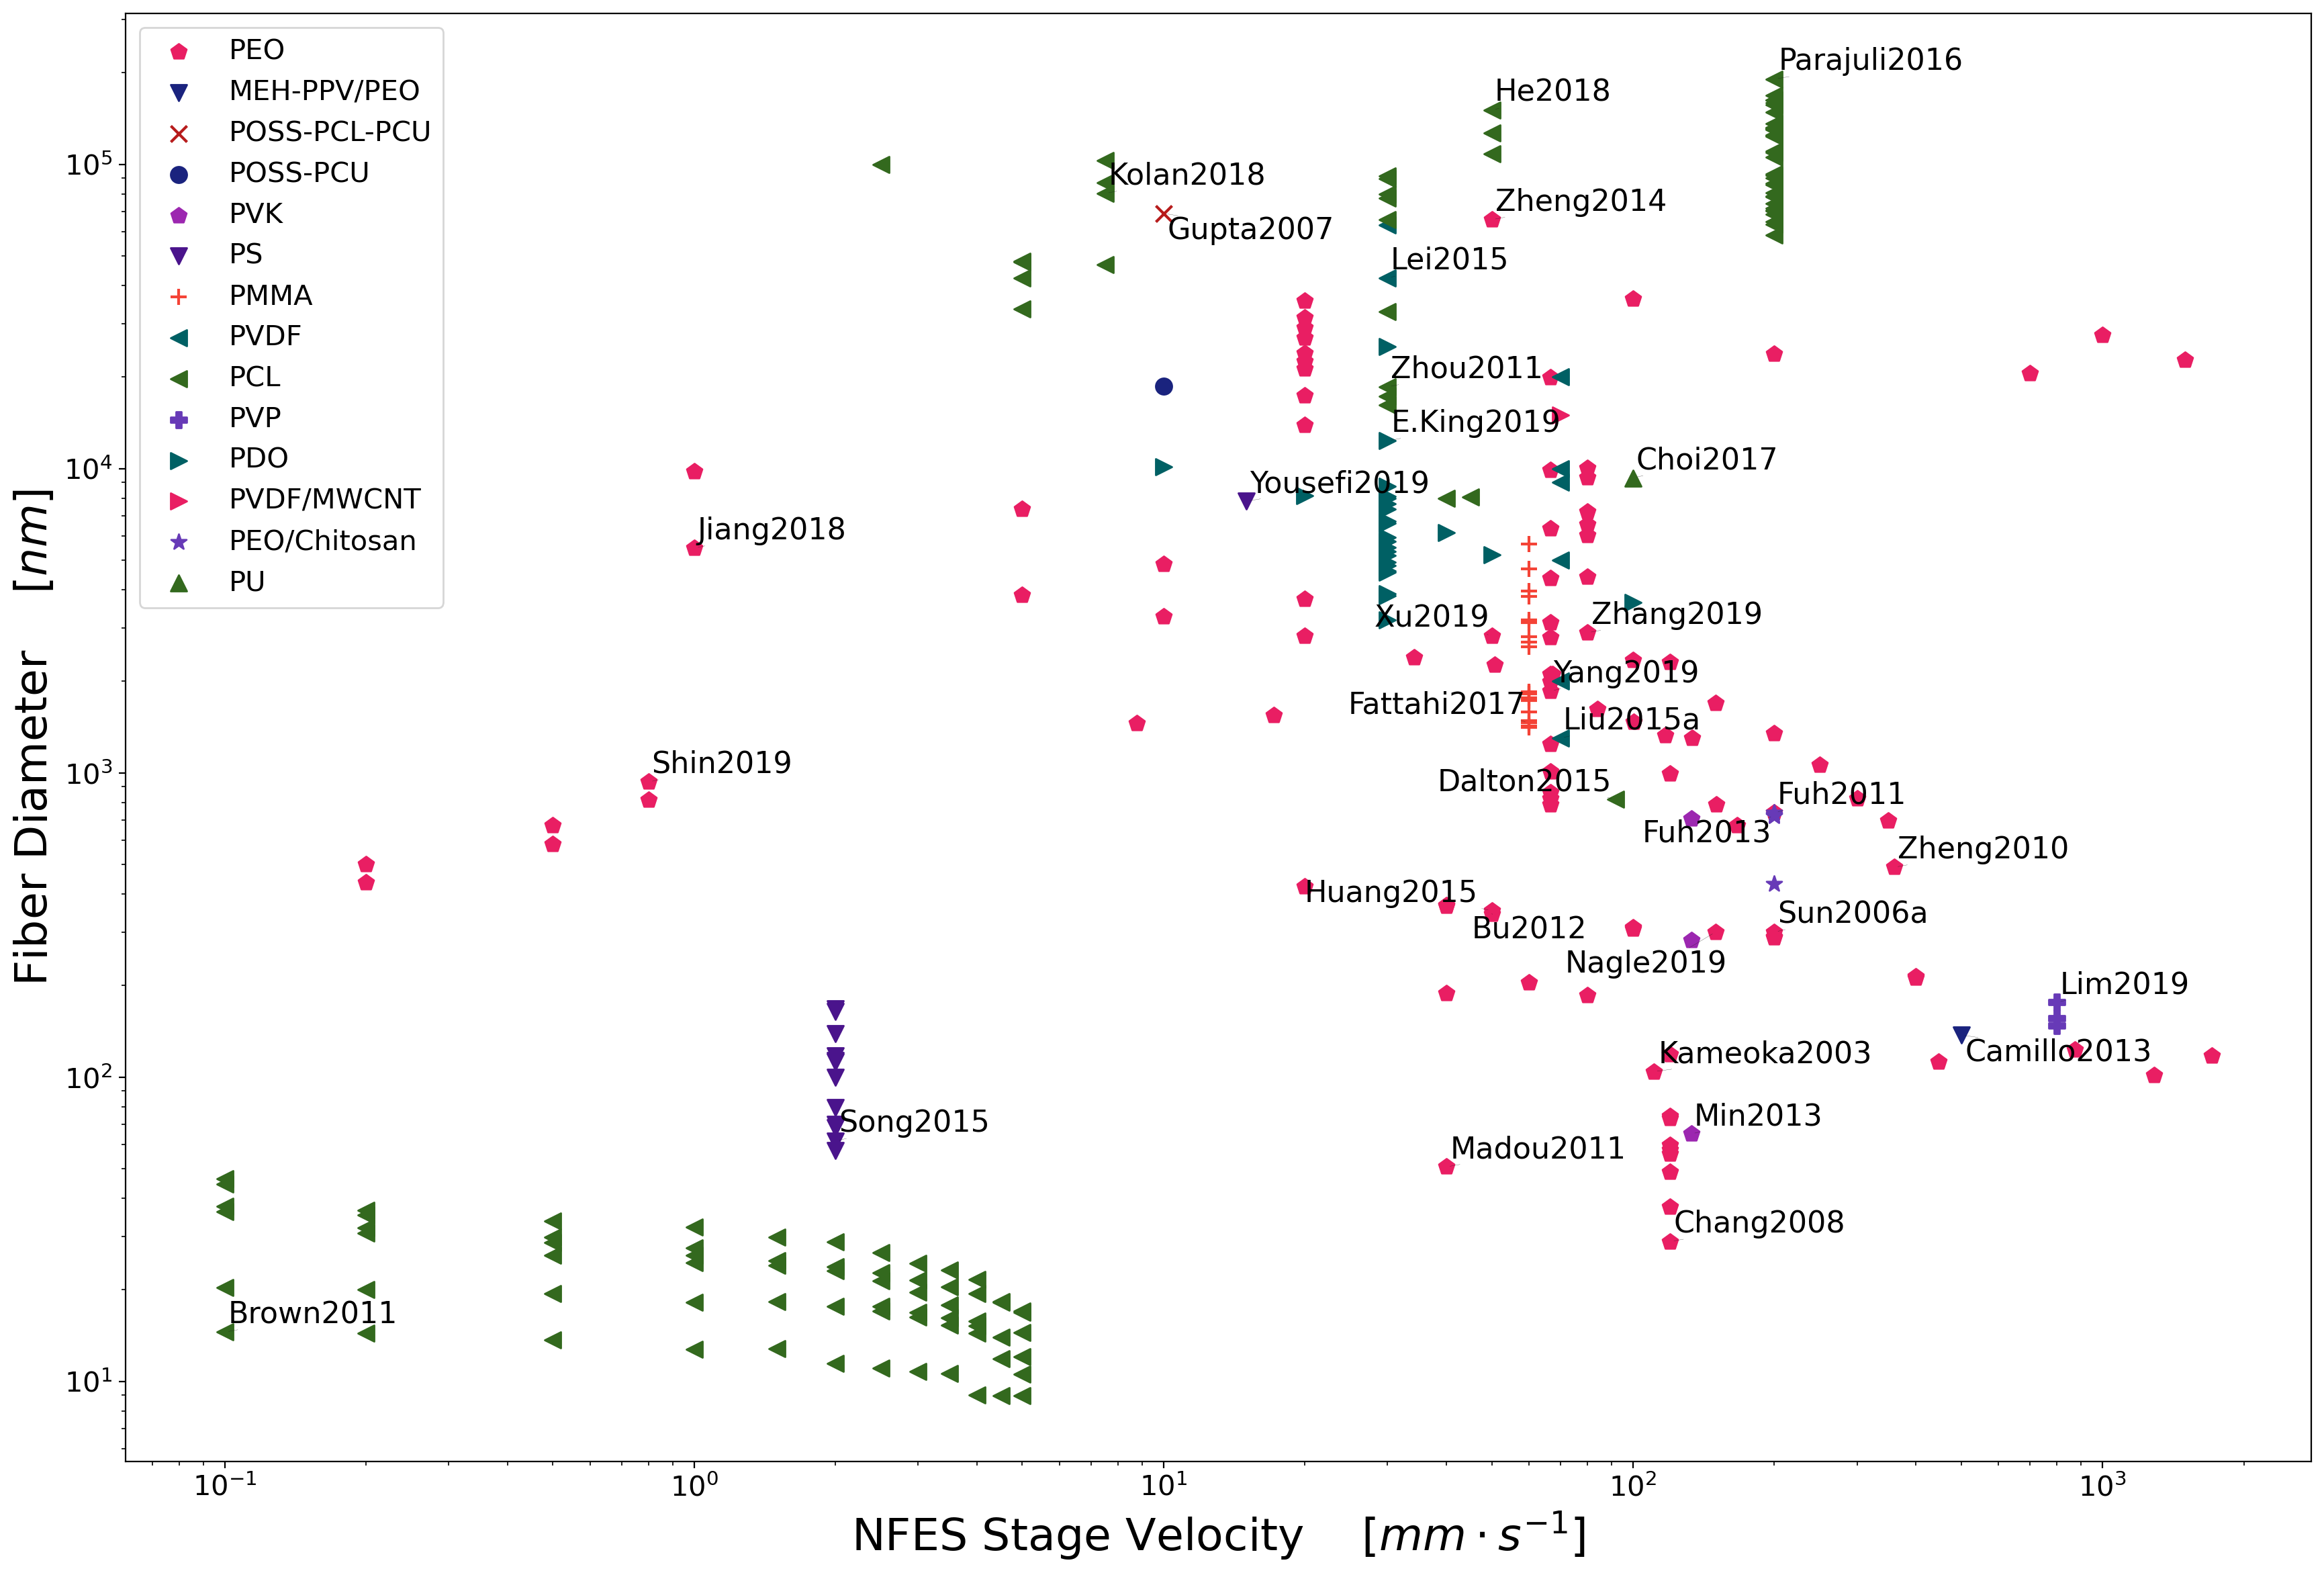 PEO
MEH-PPV/PEO
POSS-PCL-PCU
POSS-PCU
PVK
PS
PMMA
PVDF
PCL
PVP
PDO
PVDF/MWCNT
PEO/Chitosan
PU
Parajuli2016
He2018
Kolan2018
Zheng2014
Gupta2007
Lei2015
Zhou2011
E.King2019
Choi2017
Yousefi2019
Jiang2018
Xu2019
Zhang2019
Yang2019
Fattahi2017
Liu2015a
Shin2019
Dalton2015
Fuh2011
Fuh2013
Zheng2010
Huang2015
Sun2006a
Bu2012
Nagle2019
Lim2019
Kameoka2003
Camillo2013
Song2015
Min2013
Madou2011
Chang2008
Brown2011
10⁵
10⁴
10³
10²
10¹
Fiber Diameter [nm]
10⁻¹ 10⁰ 10¹ 10² 10³
NFES Stage Velocity [mm · s⁻¹]